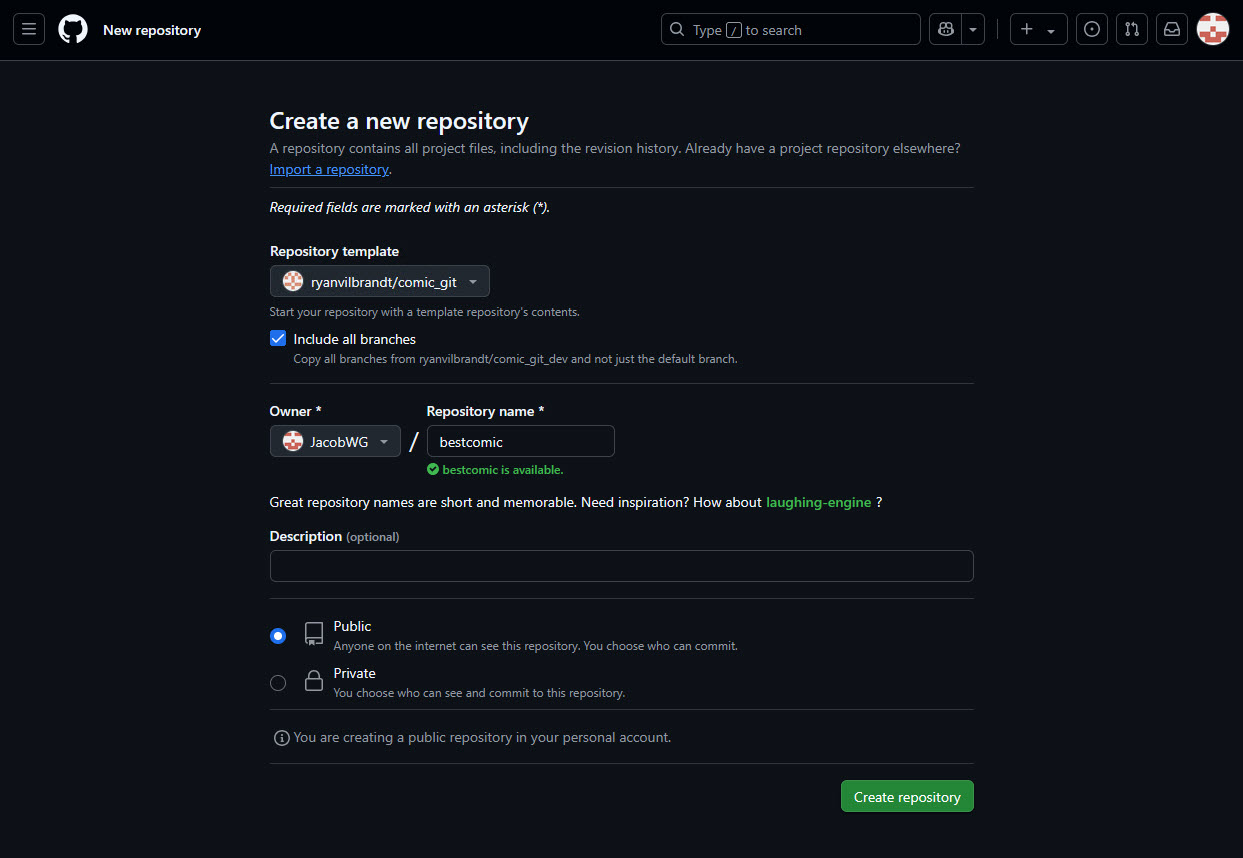 New repository
Type / to search
Create a new repository
A repository contains all project files, including the revision history. Already have a project repository elsewhere?
Import a repository.
Required fields are marked with an asterisk (*).
Repository template
ryanvilbrandt/comic_git
Start your repository with a template repository's contents.
Include all branches
Copy all branches from ryanvilbrandt/comic_git_dev and not just the default branch.
Owner * Repository name *
JacobWG / bestcomic
bestcomic is available.
Great repository names are short and memorable. Need inspiration? How about laughing-engine ?
Description (optional)
Public
Anyone on the internet can see this repository. You choose who can commit.
Private
You choose who can see and commit to this repository.
You are creating a public repository in your personal account.
Create repository